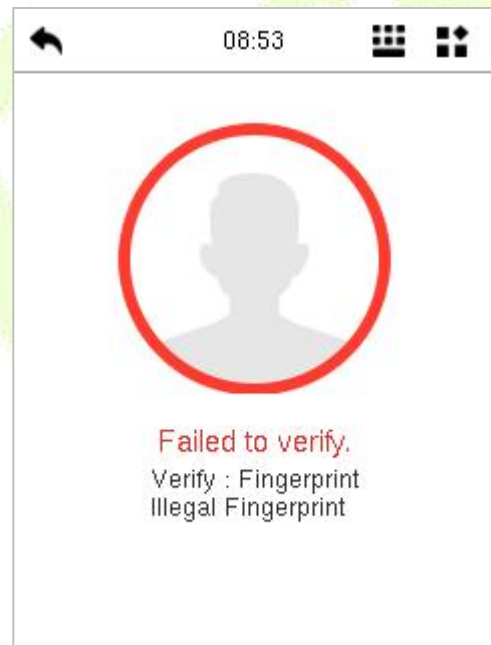 08:53
Failed to verify.
Verify : Fingerprint
Illegal Fingerprint